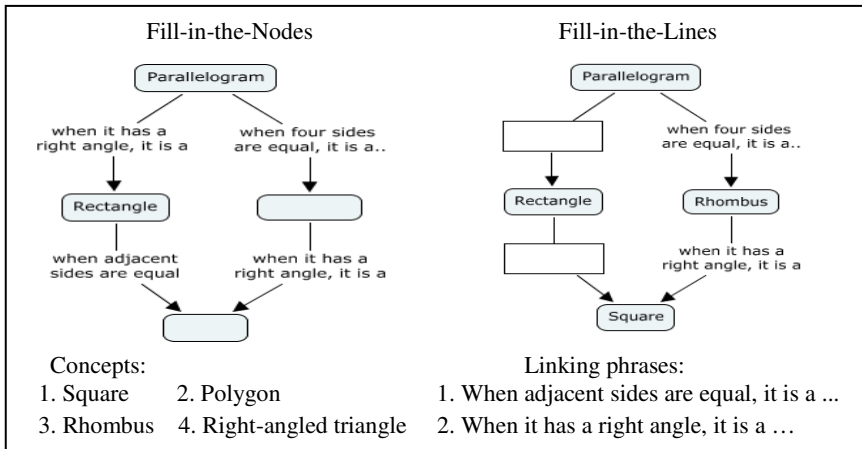 Fill-in-the-Nodes
Parallelogram
when it has a
right angle, it is a
when four sides
are equal, it is a..
Rectangle
when adjacent
sides are equal
when it has a
right angle, it is a
Concepts:
1. Square 2. Polygon
3. Rhombus 4. Right-angled triangle
Fill-in-the-Lines
Parallelogram
when four sides
are equal, it is a..
Rectangle
Rhombus
when it has a
right angle, it is a
Square
Linking phrases:
1. When adjacent sides are equal, it is a ...
2. When it has a right angle, it is a …